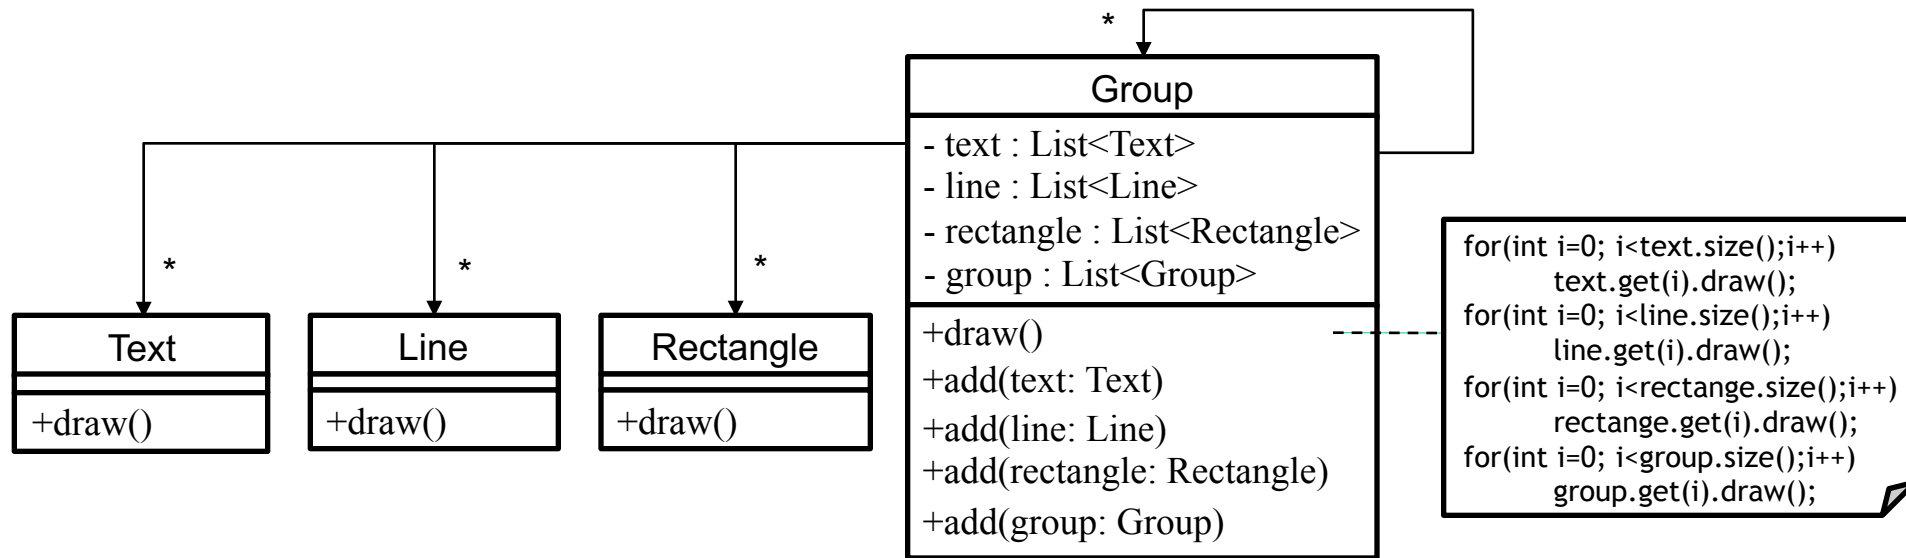 *
Group
- text : List<Text>
- line : List<Line>
- rectangle : List<Rectangle>
- group : List<Group>
+draw()
+add(text: Text)
+add(line: Line)
+add(rectangle: Rectangle)
+add(group: Group)
*
*
*
Text
+draw()
Line
+draw()
Rectangle
+draw()
for(int i=0; i<text.size();i++)
text.get(i).draw();
for(int i=0; i<line.size();i++)
line.get(i).draw();
for(int i=0; i<rectange.size();i++)
rectange.get(i).draw();
for(int i=0; i<group.size();i++)
group.get(i).draw();